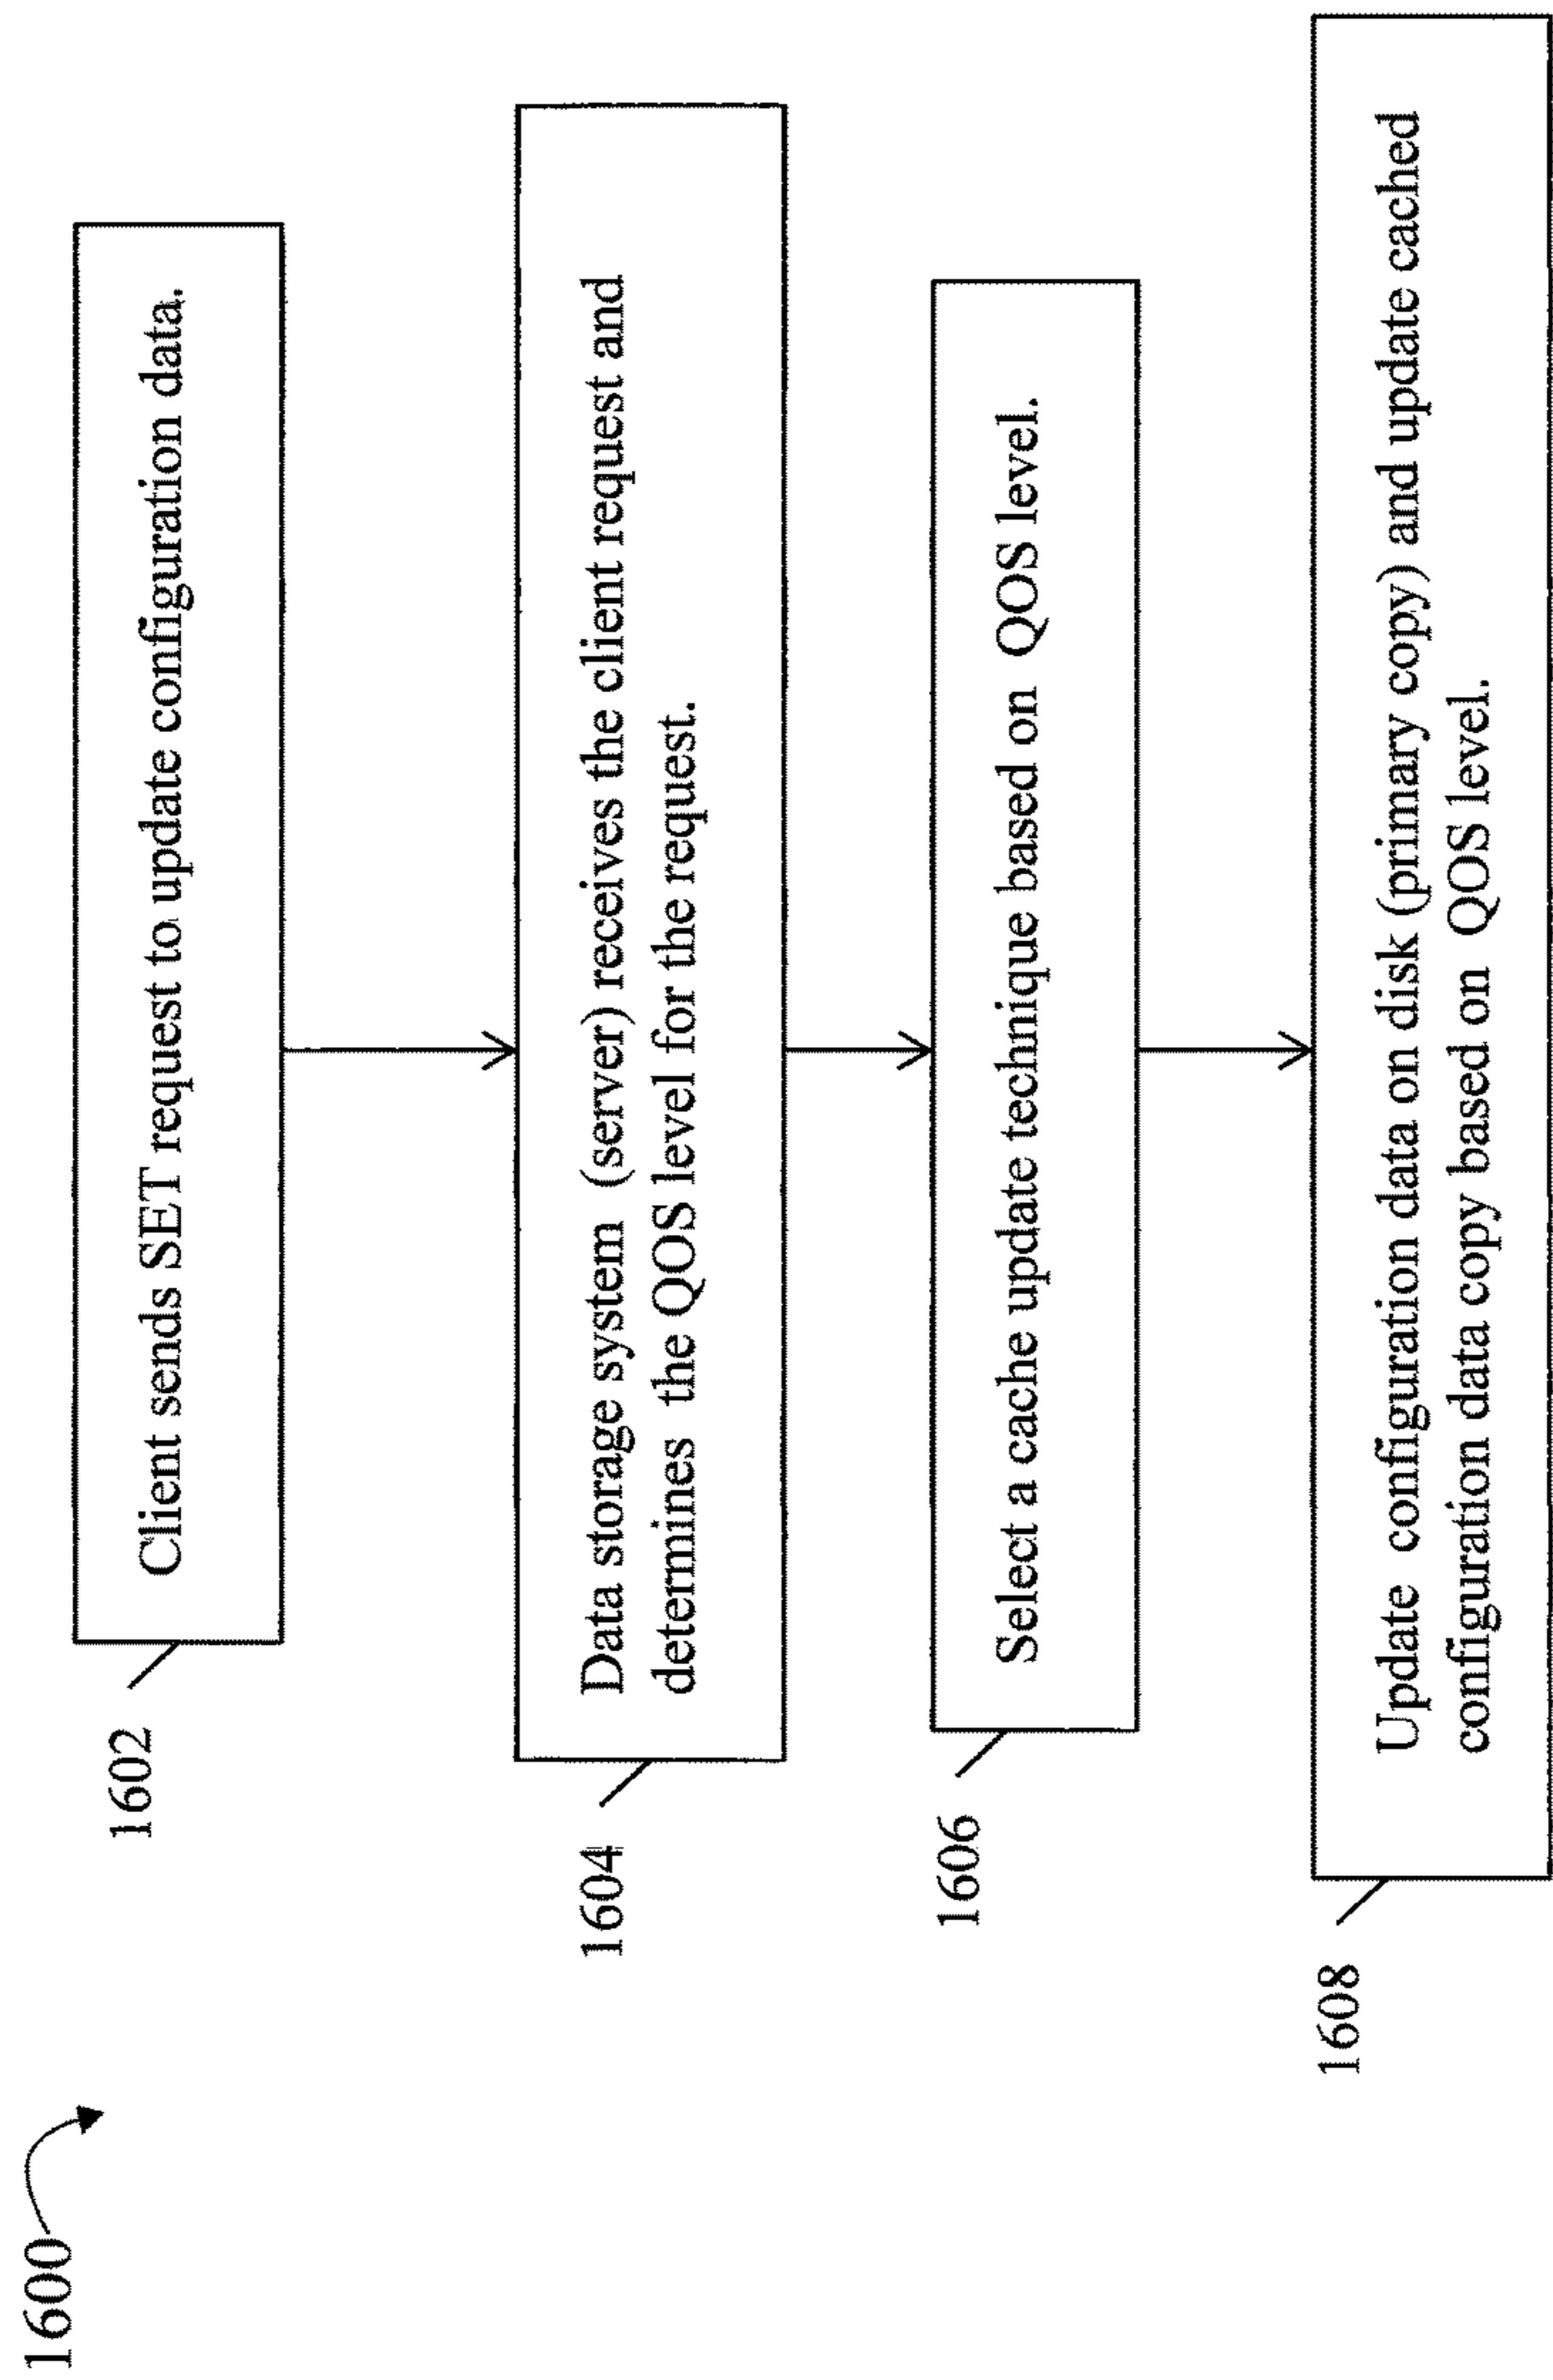 1600
1602
Client sends SET request to update configuration data.
1604
Data storage system (server) receives the client request and
determines the QOS level for the request.
1606
Select a cache update technique based on QOS level.
1608
Update configuration data on disk (primary copy) and update cached
configuration data copy based on QOS level.